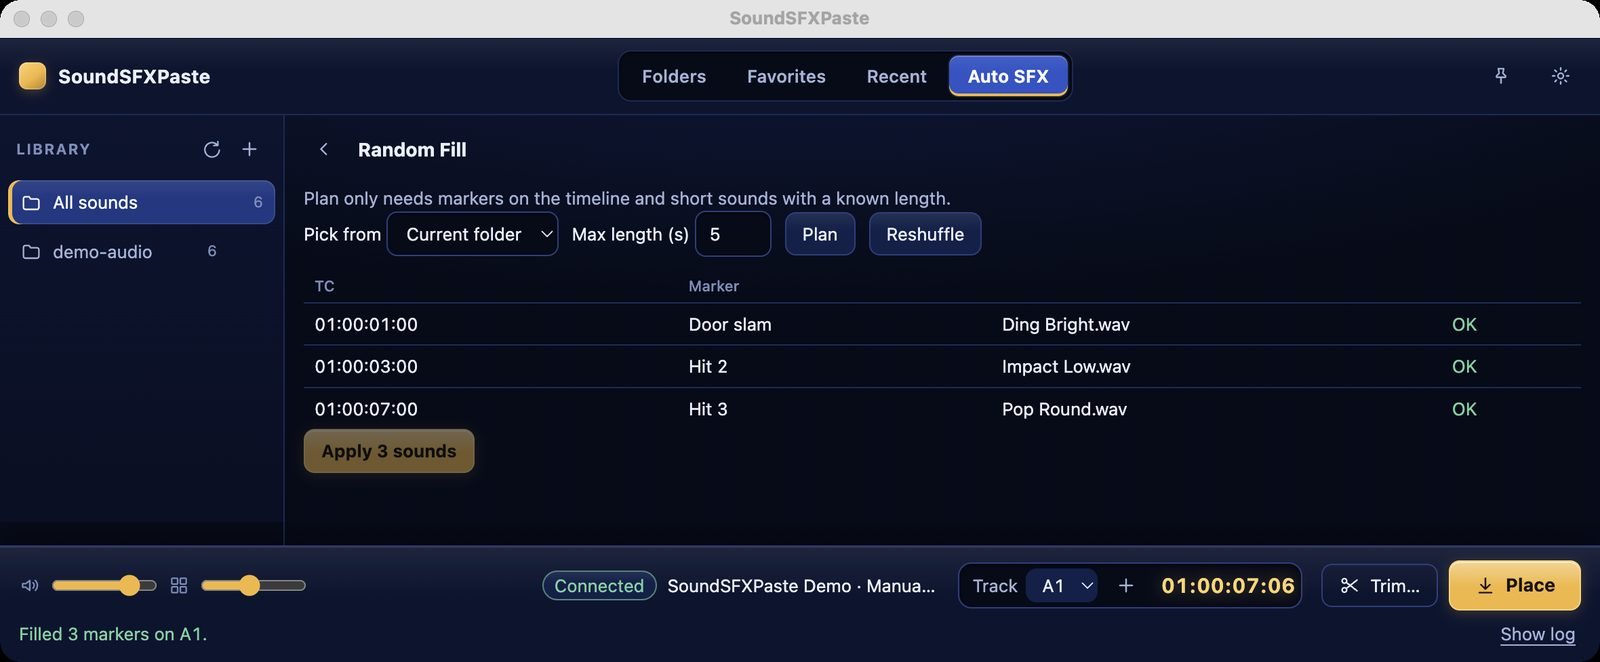 SoundSFXPaste
SoundSFXPaste
Folders Favorites Recent Auto SFX
LIBRARY
All sounds 6
demo-audio 6
Random Fill
Plan only needs markers on the timeline and short sounds with a known length.
Pick from Current folder Max length (s) 5 Plan Reshuffle
TC Marker
01:00:01:00 Door slam Ding Bright.wav OK
01:00:03:00 Hit 2 Impact Low.wav OK
01:00:07:00 Hit 3 Pop Round.wav OK
Apply 3 sounds
Connected SoundSFXPaste Demo · Manua... Track A1 01:00:07:06 Trim... Place
Filled 3 markers on A1. Show log